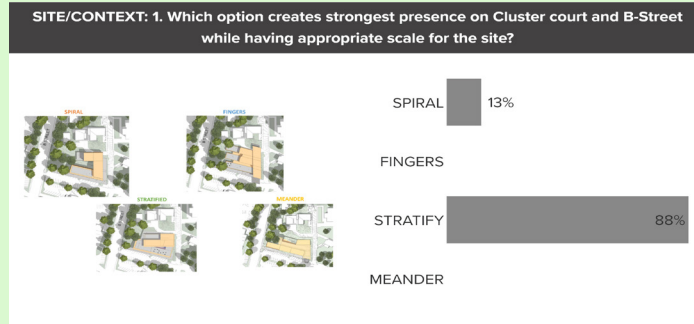 SITE/CONTEXT: 1. Which option creates strongest presence on Cluster court and B-Street
while having appropriate scale for the site?
SPIRAL
FINGERS
STRATIFIED
MEANDER
SPIRAL 13%
FINGERS
STRATIFY 88%
MEANDER